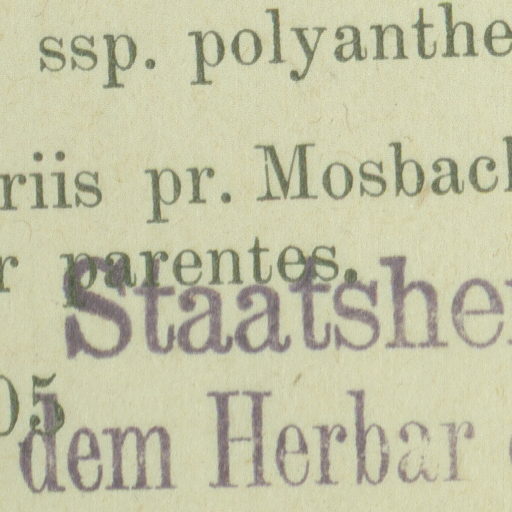 ssp. polyanthe
riis pr. Mosbach
r parentes.
Staatshe
05
dem Herbar